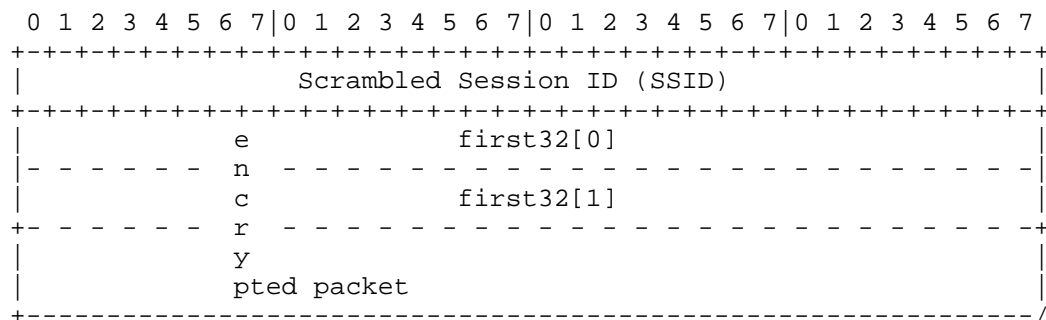 0 1 2 3 4 5 6 7|0 1 2 3 4 5 6 7|0 1 2 3 4 5 6 7|0 1 2 3 4 5 6 7
+-+-+-+-+-+-+-+-+-+-+-+-+-+-+-+-+-+-+-+-+-+-+-+-+-+-+-+-+-+-+-+-+
|                  Scrambled Session ID (SSID)                   |
+-+-+-+-+-+-+-+-+-+-+-+-+-+-+-+-+-+-+-+-+-+-+-+-+-+-+-+-+-+-+-+-+
|             e             first32[0]                          |
|- - - - - -  n  - - - - - - - - - - - - - - - - - - - - - - - -|
|             c             first32[1]                          |
+- - - - - -  r  - - - - - - - - - - - - - - - - - - - - - - - -+
|             y                                                 |
|             pted packet                                       |
+---------------------------------------------------------------/